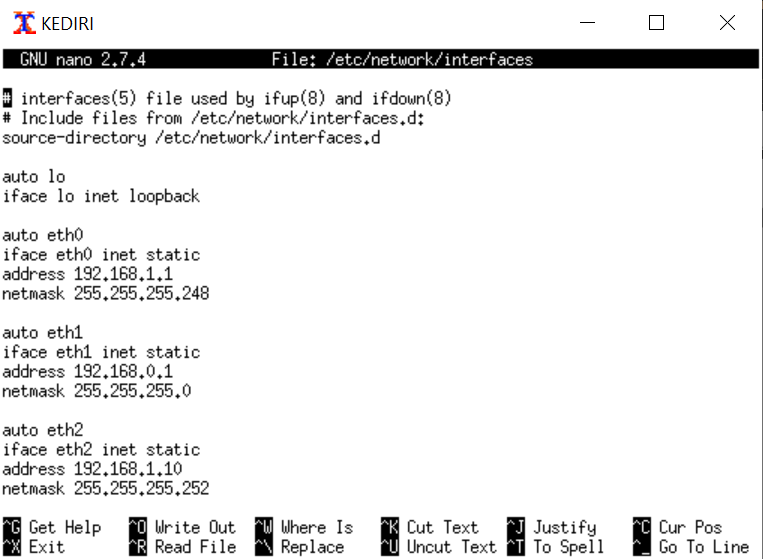 KEDIRI
GNU nano 2.7.4 File: /etc/network/interfaces
# interfaces(5) file used by ifup(8) and ifdown(8)
# Include files from /etc/network/interfaces.d:
source-directory /etc/network/interfaces.d
auto lo
iface lo inet loopback
auto eth0
iface eth0 inet static
address 192.168.1.1
netmask 255.255.255.248
auto eth1
iface eth1 inet static
address 192.168.0.1
netmask 255.255.255.0
auto eth2
iface eth2 inet static
address 192.168.1.10
netmask 255.255.255.252
^G Get Help ^O Write Out ^W Where Is ^K Cut Text ^J Justify ^C Cur Pos
^X Exit ^R Read File ^\ Replace ^U Uncut Text ^T To Spell ^_ Go To Line